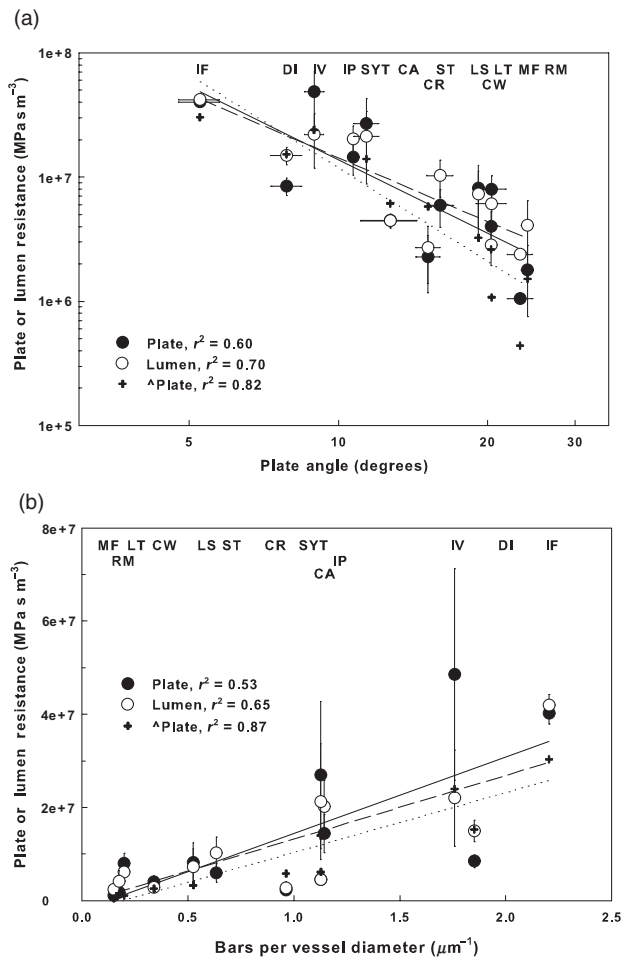 (a)
IF DI IV IP SYT CA ST LS LT MF RM
CR CW
1e+8
1e+7
1e+6
1e+5
Plate or lumen resistance (MPa s m⁻³)
Plate, r² = 0.60
Lumen, r² = 0.70
^Plate, r² = 0.82
5 10 20 30
Plate angle (degrees)
(b)
MF LT CW LS ST CR SYT IV DI IF
RM CA IP
8e+7
6e+7
4e+7
2e+7
0
Plate or lumen resistance (MPa s m⁻³)
Plate, r² = 0.53
Lumen, r² = 0.65
^Plate, r² = 0.87
0.0 0.5 1.0 1.5 2.0 2.5
Bars per vessel diameter (μm⁻¹)